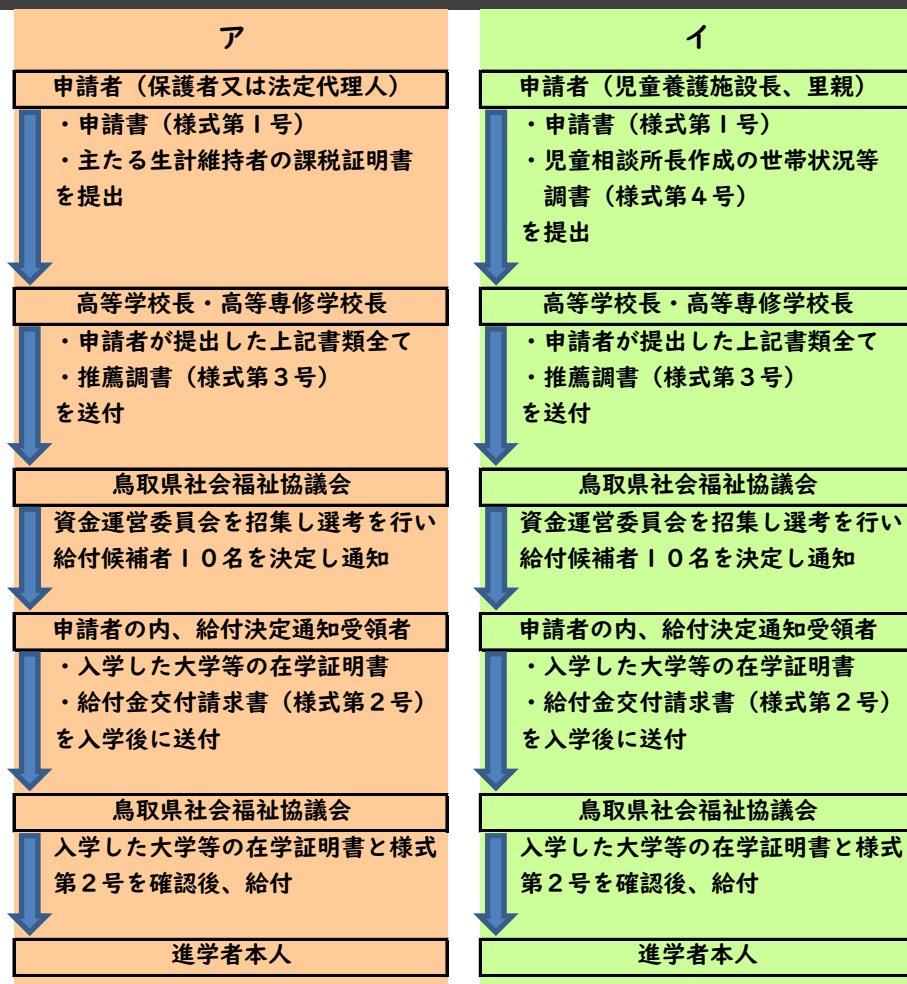 ア
申請者（保護者又は法定代理人）
・申請書（様式第１号）
・主たる生計維持者の課税証明書
を提出
高等学校長・高等専修学校長
・申請者が提出した上記書類全て
・推薦調書（様式第３号）
を送付
鳥取県社会福祉協議会
資金運営委員会を招集し選考を行い
給付候補者１０名を決定し通知
申請者の内、給付決定通知受領者
・入学した大学等の在学証明書
・給付金交付請求書（様式第２号）
を入学後に送付
鳥取県社会福祉協議会
入学した大学等の在学証明書と様式
第２号を確認後、給付
進学者本人
イ
申請者（児童養護施設長、里親）
・申請書（様式第１号）
・児童相談所長作成の世帯状況等
調書（様式第４号）
を提出
高等学校長・高等専修学校長
・申請者が提出した上記書類全て
・推薦調書（様式第３号）
を送付
鳥取県社会福祉協議会
資金運営委員会を招集し選考を行い
給付候補者１０名を決定し通知
申請者の内、給付決定通知受領者
・入学した大学等の在学証明書
・給付金交付請求書（様式第２号）
を入学後に送付
鳥取県社会福祉協議会
入学した大学等の在学証明書と様式
第２号を確認後、給付
進学者本人